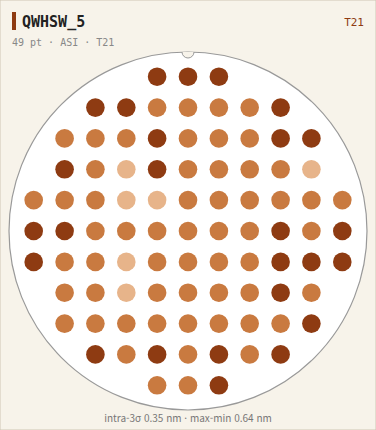 QWHSW_5
T21
49 pt · ASI · T21
intra-3σ 0.35 nm · max-min 0.64 nm